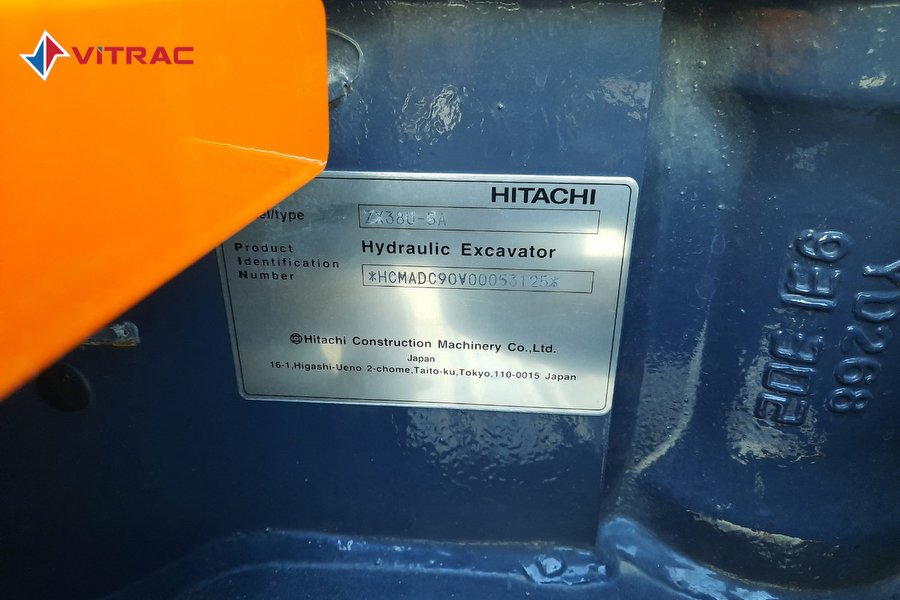 ViTRAC
HITACHI
el/type ZX38U-5A
Product Identification Number
Hydraulic Excavator
*HCMADC90V00053125*
Hitachi Construction Machinery Co.,Ltd.
Japan
16-1,Higashi-Ueno 2-chome,Taito-ku,Tokyo,110-0015 Japan
YD268